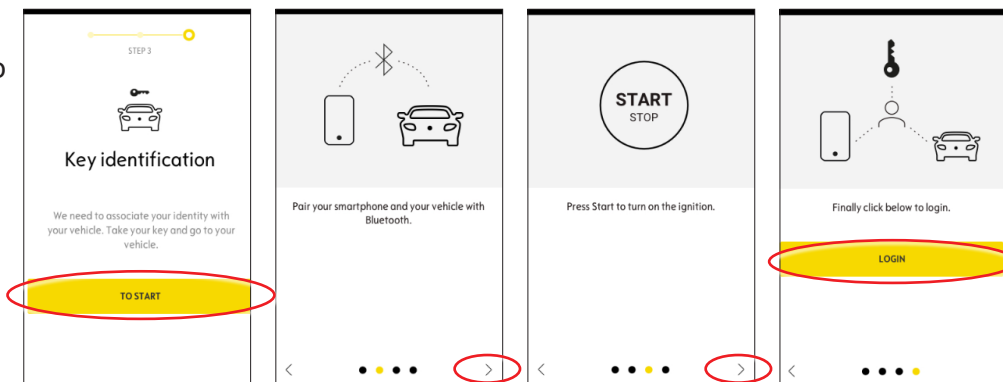 STEP 3
Key identification
We need to associate your identity with
your vehicle. Take your key and go to your
vehicle.
TO START
Pair your smartphone and your vehicle with
Bluetooth.
START
STOP
Press Start to turn on the ignition.
Finally click below to login.
LOGIN